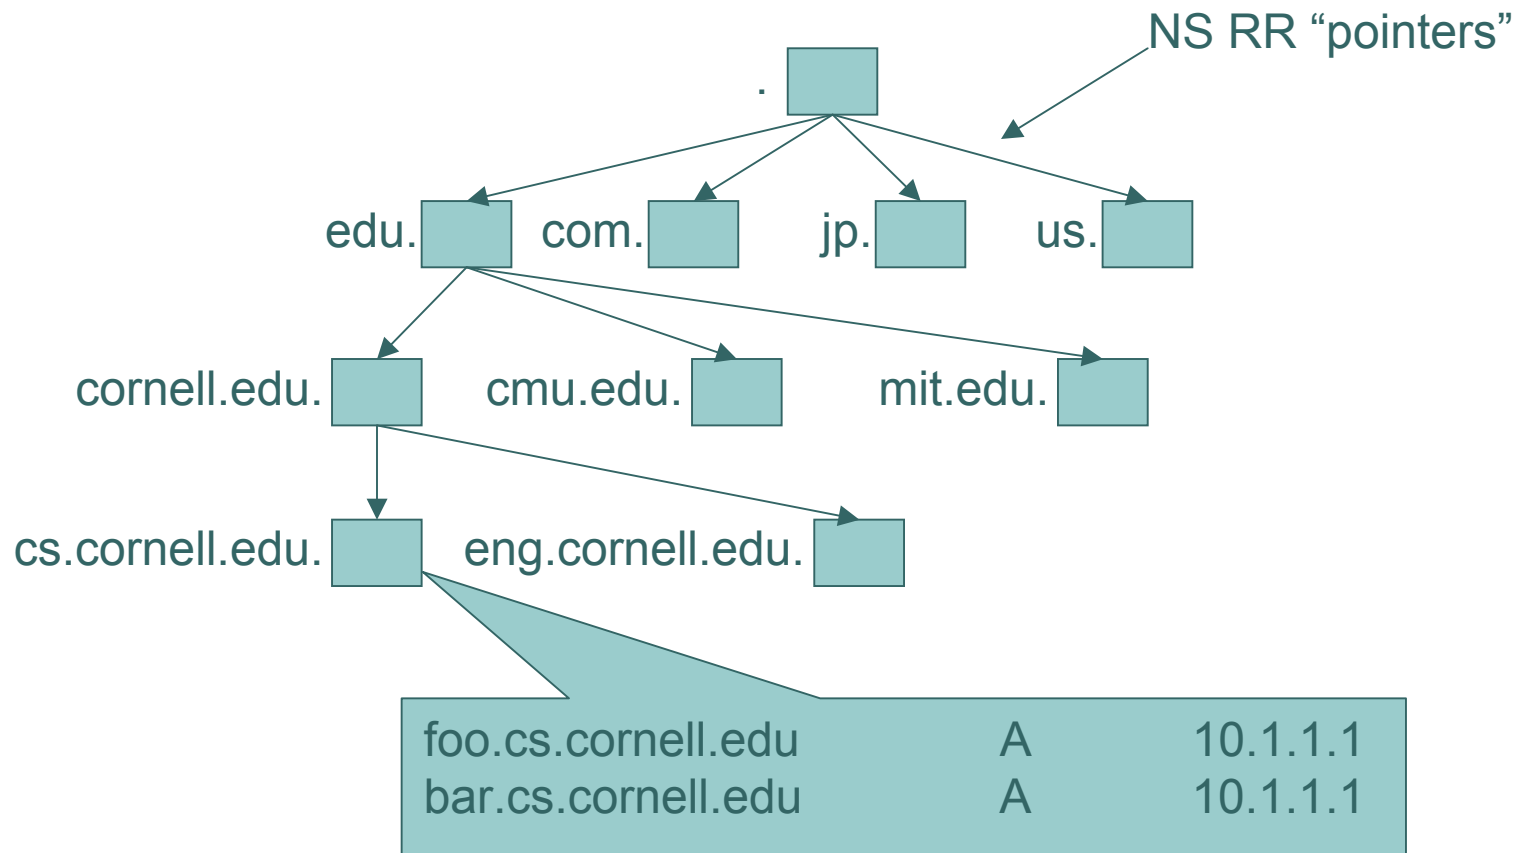 NS RR “pointers”
.
edu. com. jp. us.
cornell.edu. cmu.edu. mit.edu.
cs.cornell.edu. eng.cornell.edu.
foo.cs.cornell.edu A 10.1.1.1
bar.cs.cornell.edu A 10.1.1.1